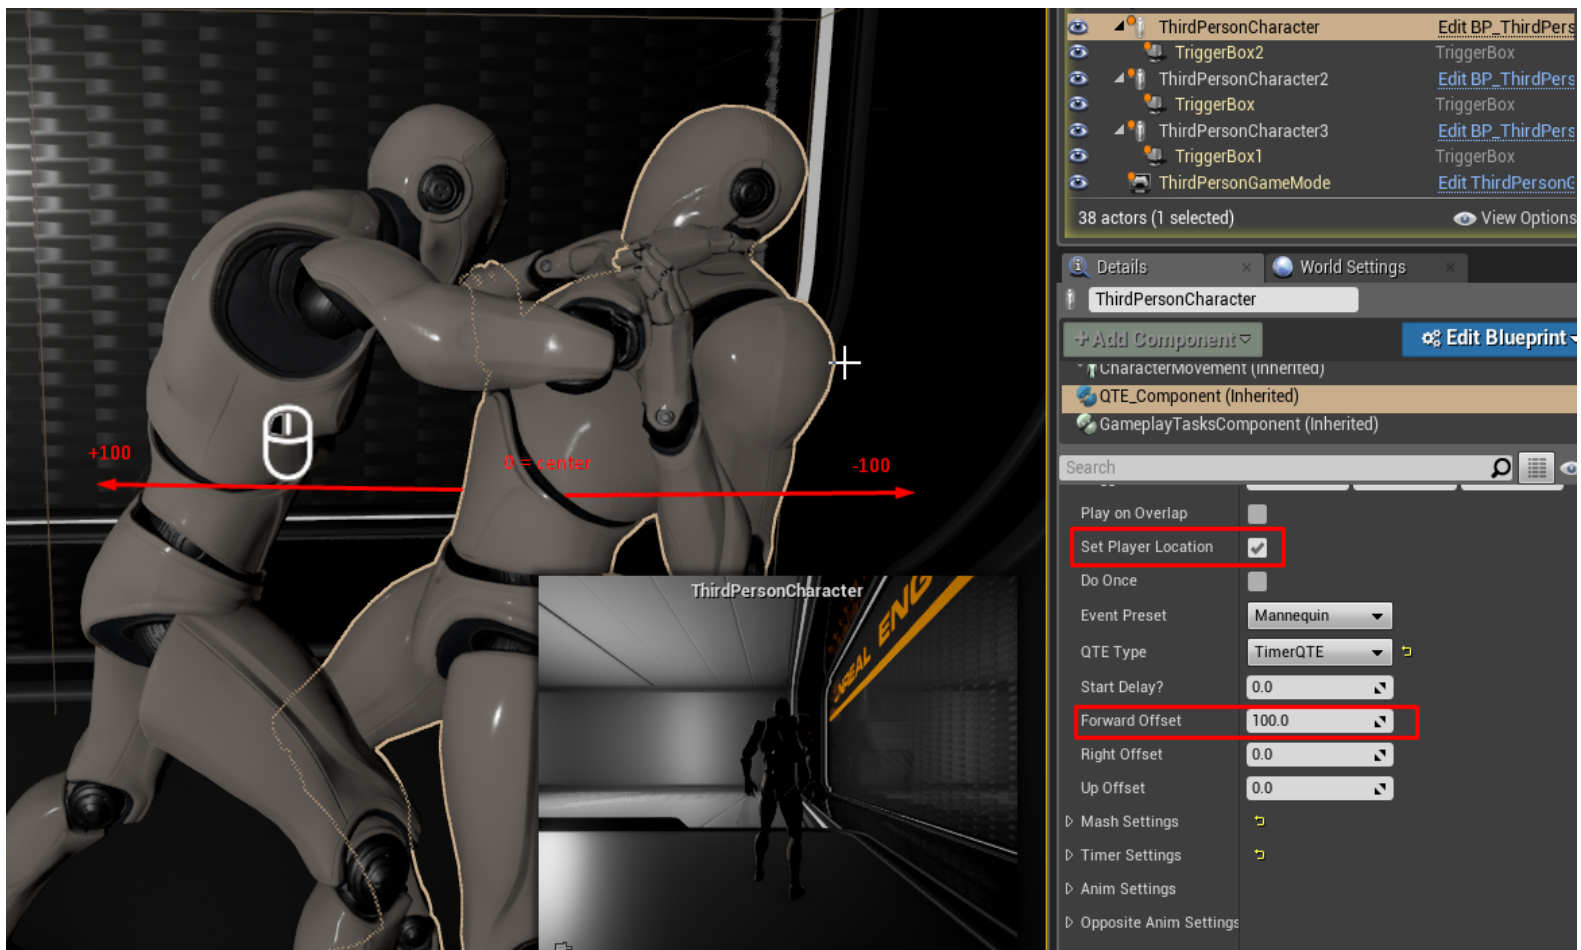 ThirdPersonCharacter Edit BP_ThirdPers
TriggerBox2 TriggerBox
ThirdPersonCharacter2 Edit BP_ThirdPers
TriggerBox TriggerBox
ThirdPersonCharacter3 Edit BP_ThirdPers
TriggerBox1 TriggerBox
ThirdPersonGameMode Edit ThirdPersonG
38 actors (1 selected) View Options
Details World Settings
ThirdPersonCharacter
+Add Component Edit Blueprint
CharacterMovement (Inherited)
QTE_Component (Inherited)
GameplayTasksComponent (Inherited)
Search
Play on Overlap
Set Player Location
Do Once
Event Preset Mannequin
QTE Type TimerQTE
Start Delay? 0.0
Forward Offset 100.0
Right Offset 0.0
Up Offset 0.0
Mash Settings
Timer Settings
Anim Settings
Opposite Anim Settings
+100
0 = center
-100
ThirdPersonCharacter
UNREAL ENG